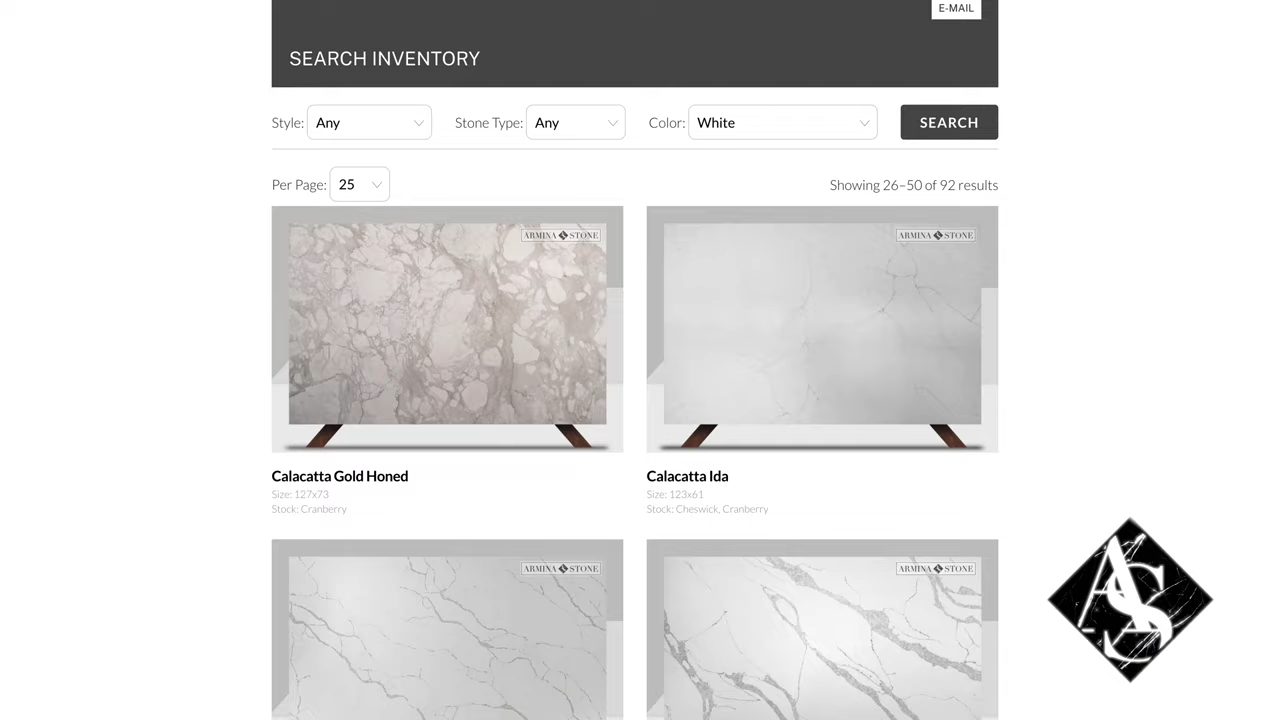 E-MAIL
SEARCH INVENTORY
Style: Any Stone Type: Any Color: White SEARCH
Per Page: 25 Showing 26–50 of 92 results
ARMINA STONE ARMINA STONE
Calacatta Gold Honed Calacatta Ida
Size: 127x73 Size: 123x61
Stock: Cranberry Stock: Cheswick, Cranberry
ARMINA STONE ARMINA STONE
AS